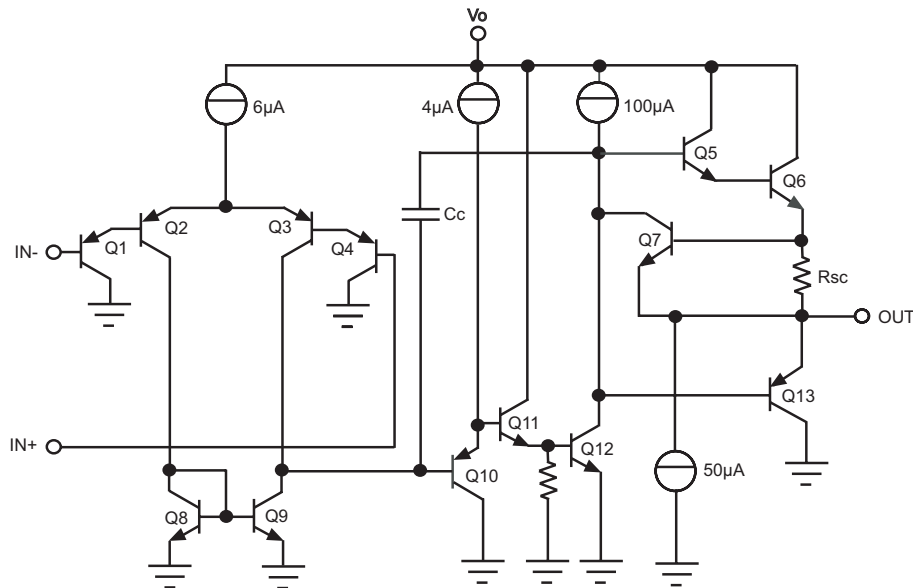 Vo
6µA
4µA
100µA
Q5
Q6
Cc
Q2
Q3
Q7
IN-
Q1
Q4
Rsc
OUT
Q13
Q11
IN+
Q12
Q10
50µA
Q8
Q9